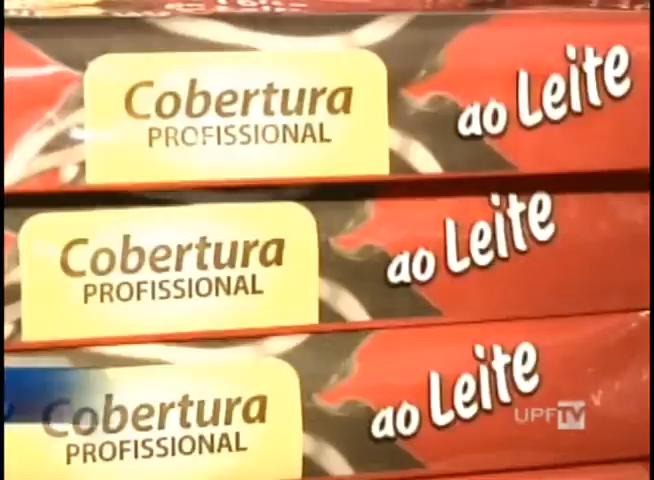 Cobertura
PROFISSIONAL
ao Leite
Cobertura
PROFISSIONAL
ao Leite
Cobertura
PROFISSIONAL
ao Leite
UPFTV